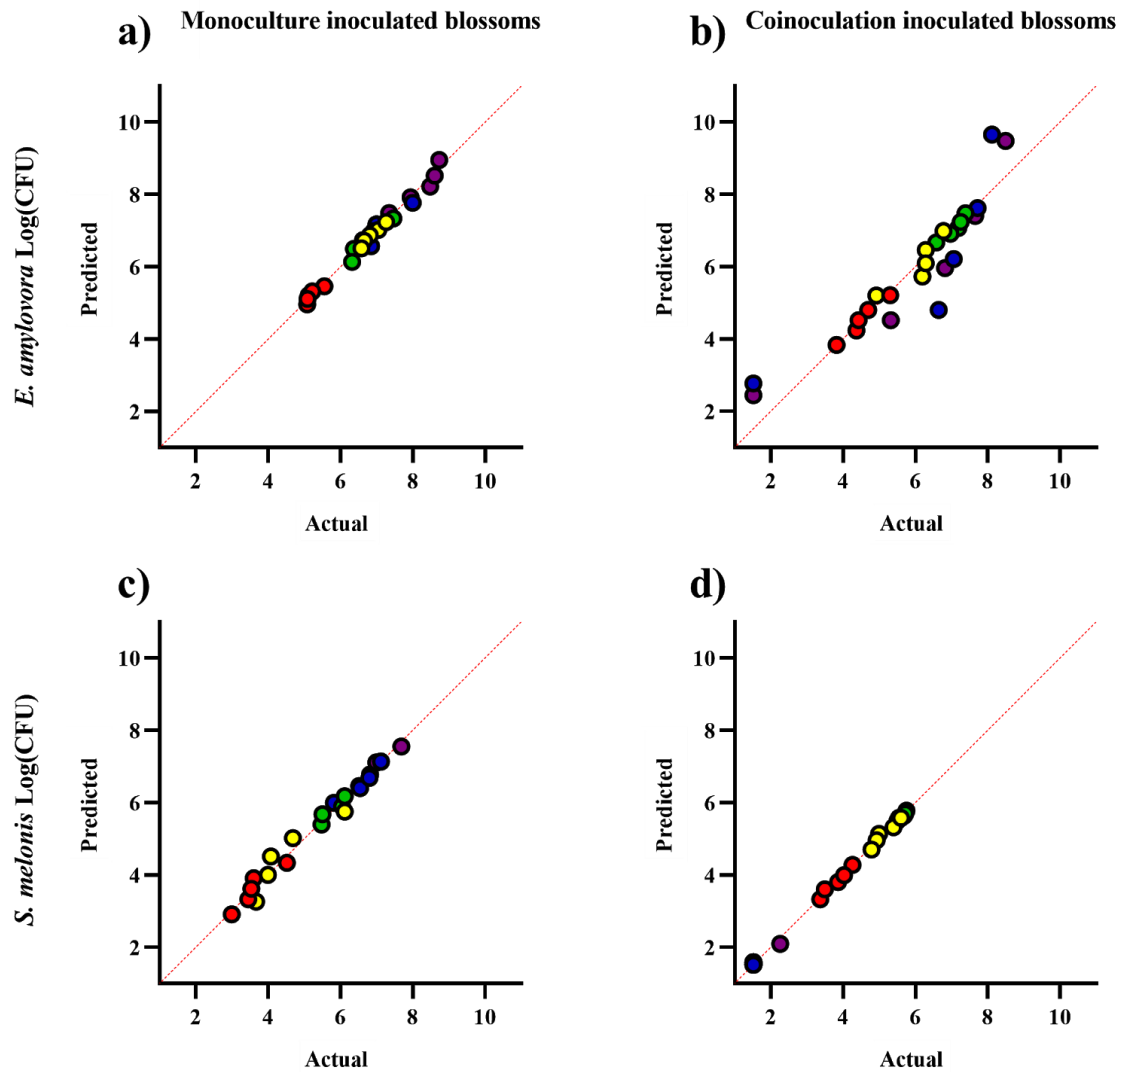 a) Monoculture inoculated blossoms
b) Coinoculation inoculated blossoms
E. amylovora Log(CFU)
Predicted
10
8
6
4
2
2 4 6 8 10
Actual
Predicted
10
8
6
4
2
2 4 6 8 10
Actual
c)
d)
S. melonis Log(CFU)
Predicted
10
8
6
4
2
2 4 6 8 10
Actual
Predicted
10
8
6
4
2
2 4 6 8 10
Actual